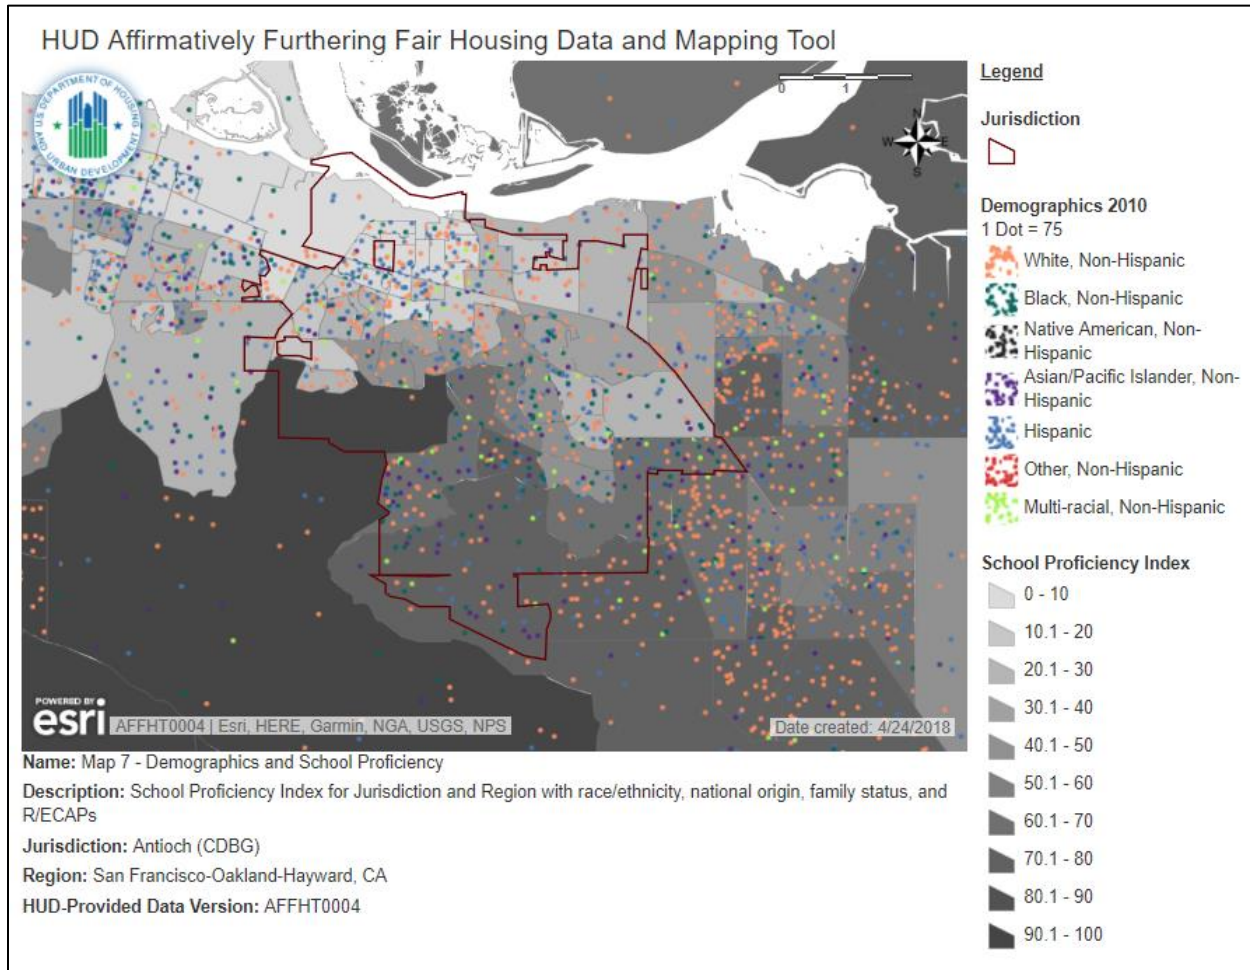 HUD Affirmatively Furthering Fair Housing Data and Mapping Tool
U.S. DEPARTMENT OF HOUSING
AND URBAN DEVELOPMENT
0 1
N
W E
S
POWERED BY
esri
AFFHT0004 | Esri, HERE, Garmin, NGA, USGS, NPS
Date created: 4/24/2018
Legend
Jurisdiction
Demographics 2010
1 Dot = 75
White, Non-Hispanic
Black, Non-Hispanic
Native American, Non-
Hispanic
Asian/Pacific Islander, Non-
Hispanic
Hispanic
Other, Non-Hispanic
Multi-racial, Non-Hispanic
School Proficiency Index
0 - 10
10.1 - 20
20.1 - 30
30.1 - 40
40.1 - 50
50.1 - 60
60.1 - 70
70.1 - 80
80.1 - 90
90.1 - 100
Name: Map 7 - Demographics and School Proficiency
Description: School Proficiency Index for Jurisdiction and Region with race/ethnicity, national origin, family status, and
R/ECAPs
Jurisdiction: Antioch (CDBG)
Region: San Francisco-Oakland-Hayward, CA
HUD-Provided Data Version: AFFHT0004